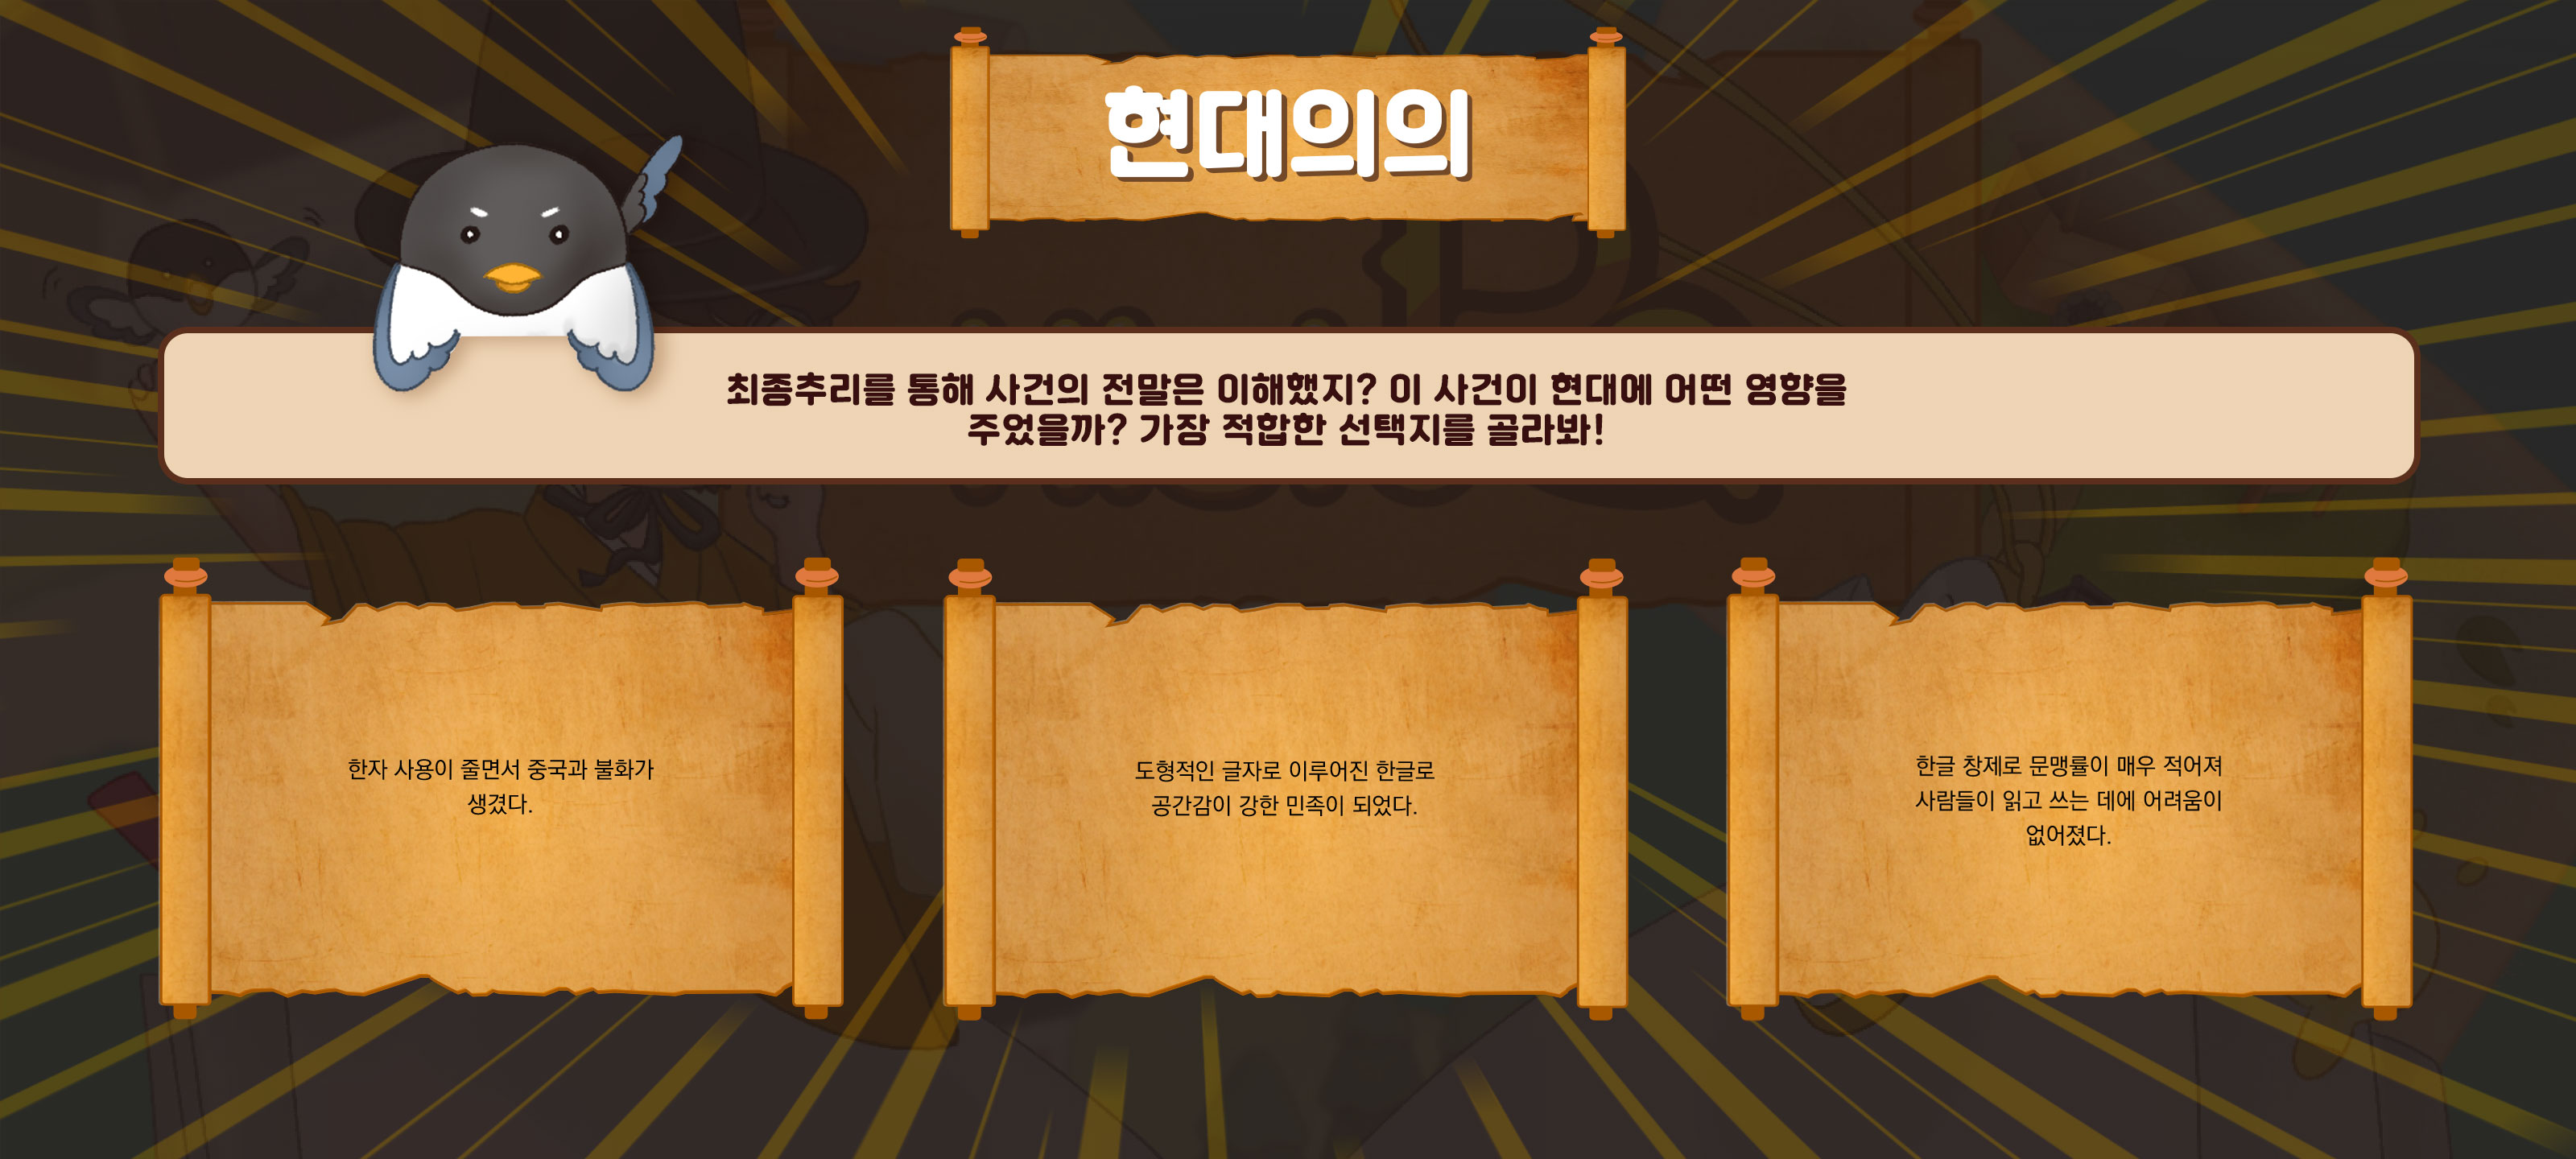 현대의의
최종추리를 통해 사건의 전말은 이해했지? 이 사건이 현대에 어떤 영향을
주었을까? 가장 적합한 선택지를 골라봐!
한자 사용이 줄면서 중국과 불화가
생겼다.
도형적인 글자로 이루어진 한글로
공간감이 강한 민족이 되었다.
한글 창제로 문맹률이 매우 적어져
사람들이 읽고 쓰는 데에 어려움이
없어졌다.